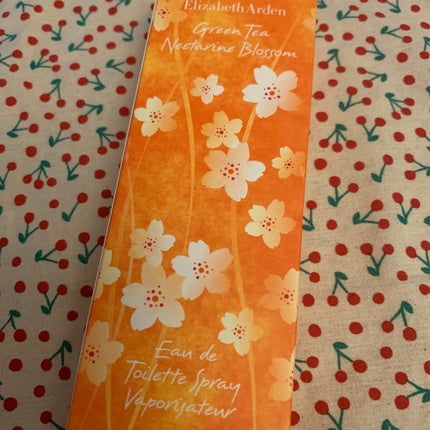 Elizabeth Arden
Green Tea
Nectarine Blossom
Eau de
Toilette Spray
Vaporisateur